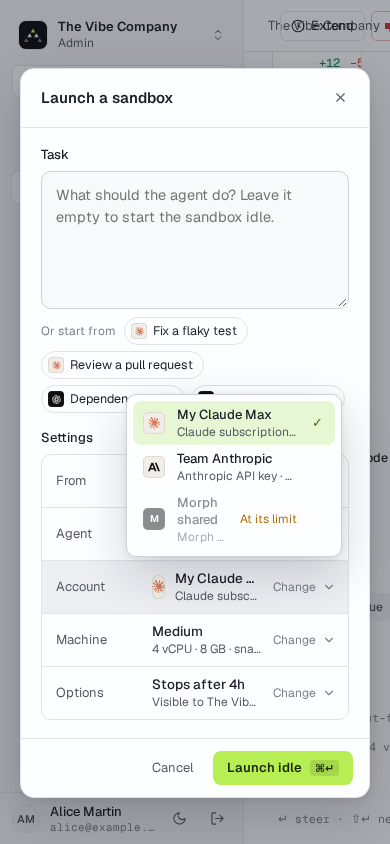 The Vibe Company
Admin
Extend
+12 −5
Launch a sandbox
Task
What should the agent do? Leave it
empty to start the sandbox idle.
Or start from
Fix a flaky test
Review a pull request
Settings
My Claude Max
Claude subscription…
✓
Team Anthropic
Anthropic API key · …
M
Morph
shared
Morph …
At its limit
From
Agent
Account
My Claude …
Claude subsc…
Change
Machine
Medium
4 vCPU · 8 GB · sna…
Change
Options
Stops after 4h
Visible to The Vib…
Change
Cancel
Launch idle ⌘↵
AM
Alice Martin
alice@example.…
↵ steer · ⇧↵ ne